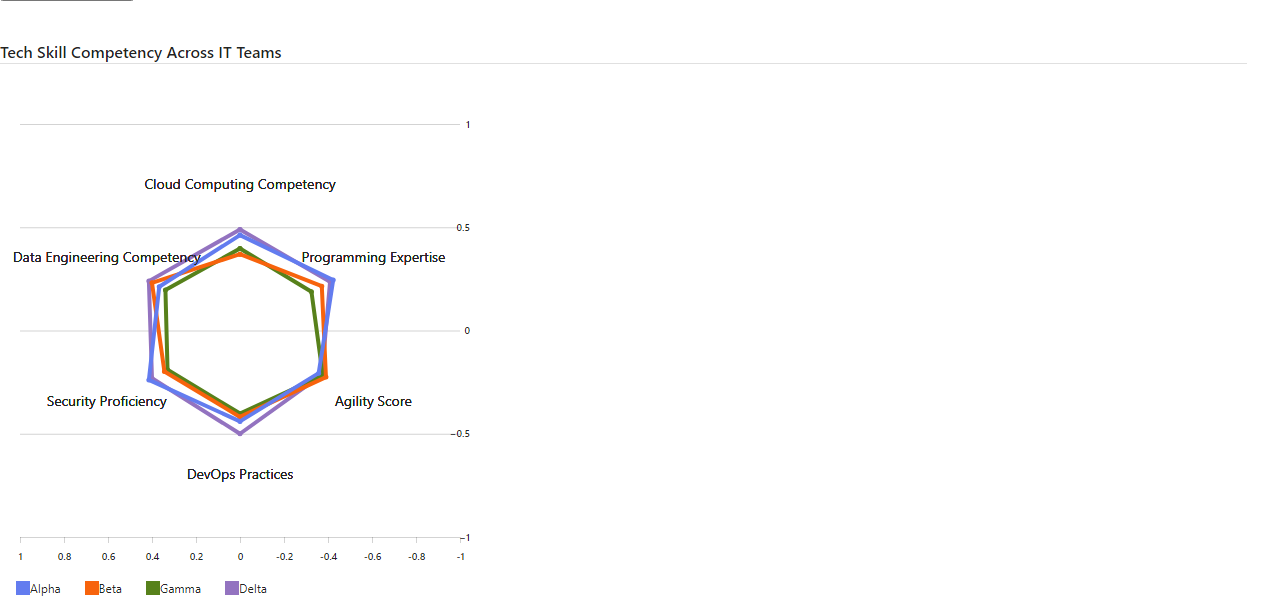 Tech Skill Competency Across IT Teams
1
Cloud Computing Competency
0.5
Data Engineering Competency
Programming Expertise
0
Security Proficiency
Agility Score
−0.5
DevOps Practices
−1
1 0.8 0.6 0.4 0.2 0 -0.2 -0.4 -0.6 -0.8 -1
Alpha Beta Gamma Delta